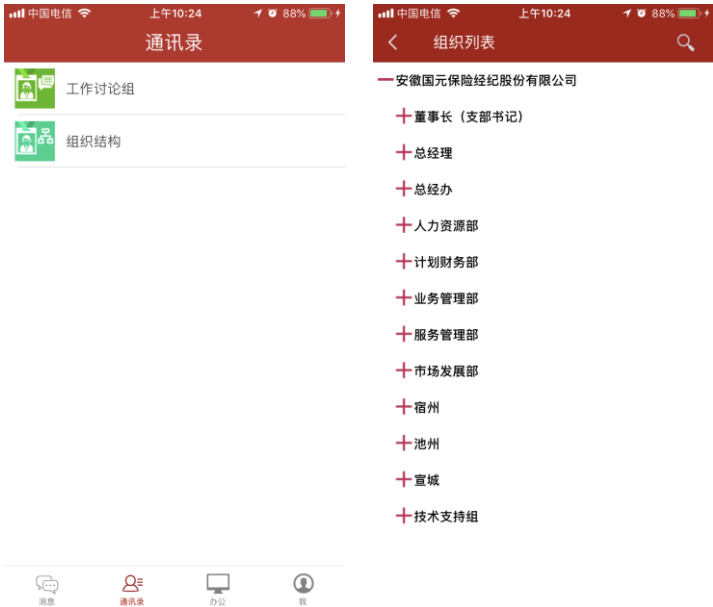 中国电信 上午10:24 88%
通讯录
工作讨论组
组织结构
消息 通讯录 办公 我
中国电信 上午10:24 88%
组织列表
安徽国元保险经纪股份有限公司
董事长（支部书记）
总经理
总经办
人力资源部
计划财务部
业务管理部
服务管理部
市场发展部
宿州
池州
宣城
技术支持组